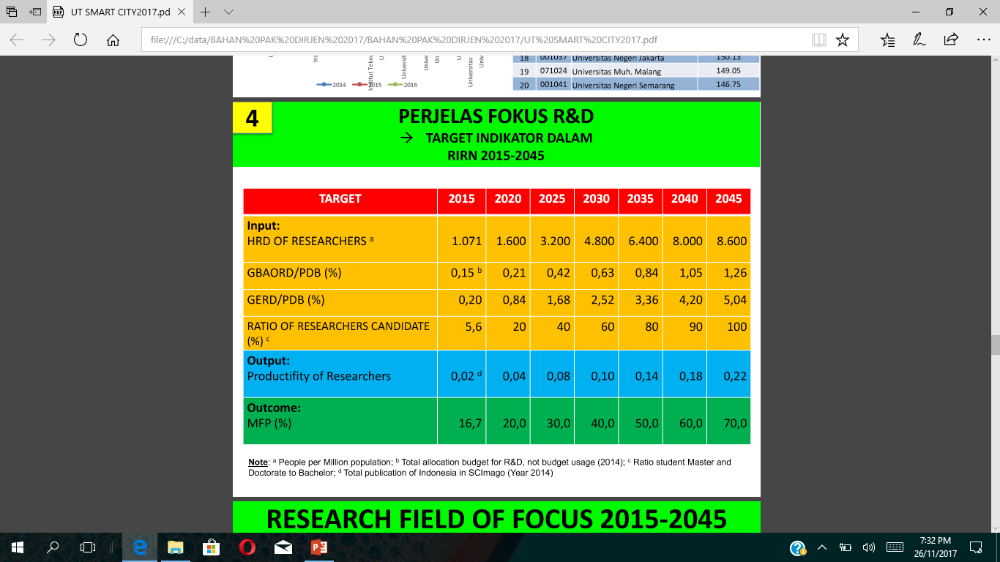 UT SMART CITY2017.pd
file:///C:/data/BAHAN%20PAK%20DIRJEN%202017/BAHAN%20PAK%20DIRJEN%202017/UT%20SMART%20CITY2017.pdf
2014 2015 2016
18 001037 Universitas Negeri Jakarta 150.13
19 071024 Universitas Muh. Malang 149.05
20 001041 Universitas Negeri Semarang 146.75
4
PERJELAS FOKUS R&D
→ TARGET INDIKATOR DALAM
RIRN 2015-2045
TARGET 2015 2020 2025 2030 2035 2040 2045
Input:
HRD OF RESEARCHERS a 1.071 1.600 3.200 4.800 6.400 8.000 8.600
GBAORD/PDB (%) 0,15 b 0,21 0,42 0,63 0,84 1,05 1,26
GERD/PDB (%) 0,20 0,84 1,68 2,52 3,36 4,20 5,04
RATIO OF RESEARCHERS CANDIDATE 5,6 20 40 60 80 90 100
(%) c
Output:
Productifity of Researchers 0,02 d 0,04 0,08 0,10 0,14 0,18 0,22
Outcome:
MFP (%) 16,7 20,0 30,0 40,0 50,0 60,0 70,0
Note: a People per Million population; b Total allocation budget for R&D, not budget usage (2014); c Ratio student Master and
Doctorate to Bachelor; d Total publication of Indonesia in SCImago (Year 2014)
RESEARCH FIELD OF FOCUS 2015-2045
7:32 PM
26/11/2017